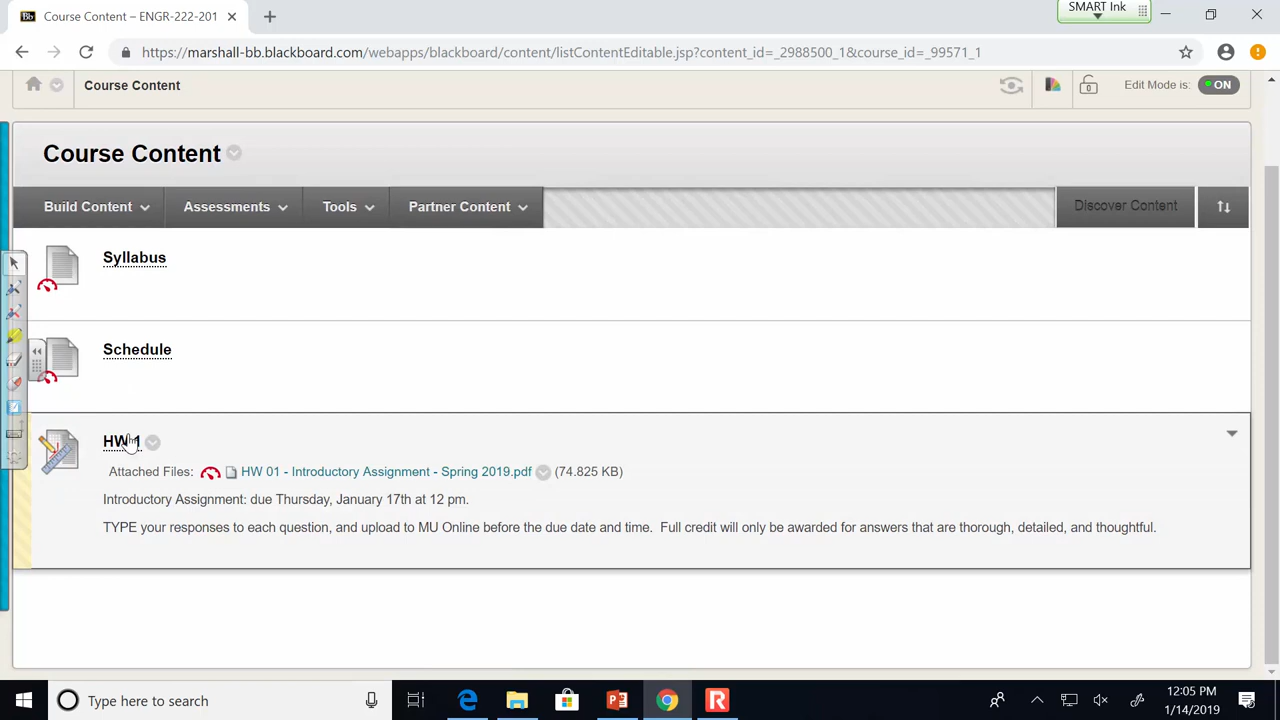 Bb Course Content – ENGR-222-201
SMART Ink
https://marshall-bb.blackboard.com/webapps/blackboard/content/listContentEditable.jsp?content_id=_2988500_1&course_id=_99571_1
Course Content
Edit Mode is: ON
Course Content
Build Content Assessments Tools Partner Content Discover Content
Syllabus
Schedule
HW 1
Attached Files: HW 01 - Introductory Assignment - Spring 2019.pdf (74.825 KB)
Introductory Assignment: due Thursday, January 17th at 12 pm.
TYPE your responses to each question, and upload to MU Online before the due date and time. Full credit will only be awarded for answers that are thorough, detailed, and thoughtful.
Type here to search
12:05 PM
1/14/2019